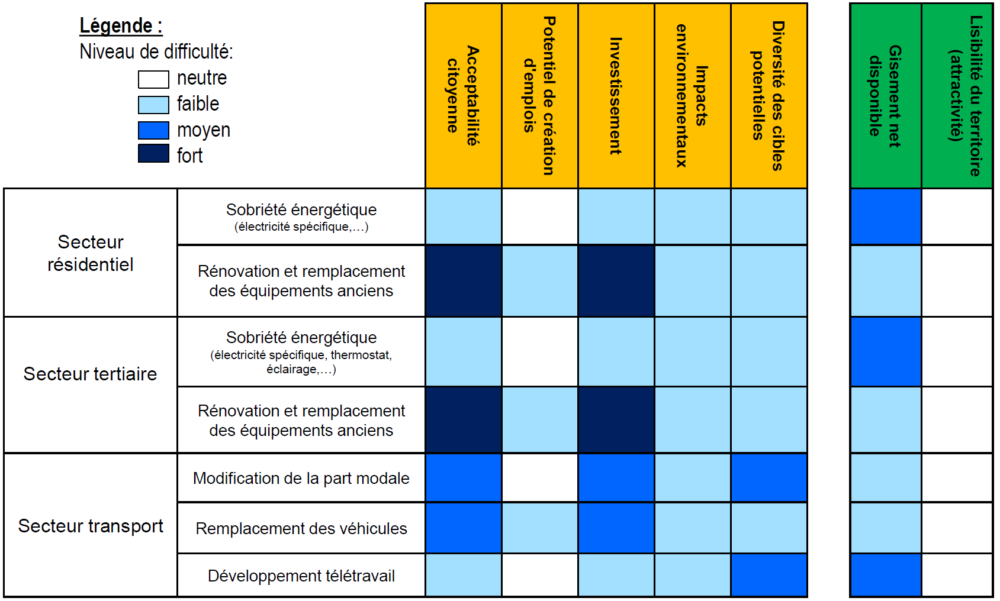 Légende :
Niveau de difficulté:
neutre
faible
moyen
fort
Acceptabilité
citoyenne
Potentiel de création
d'emplois
Investissement
Impacts
environnementaux
Diversité des cibles
potentielles
Gisement net
disponible
Lisibilité du territoire
(attractivité)
Secteur
résidentiel
Sobriété énergétique
(électricité spécifique,…)
Rénovation et remplacement
des équipements anciens
Secteur tertiaire
Sobriété énergétique
(électricité spécifique, thermostat,
éclairage,…)
Rénovation et remplacement
des équipements anciens
Secteur transport
Modification de la part modale
Remplacement des véhicules
Développement télétravail